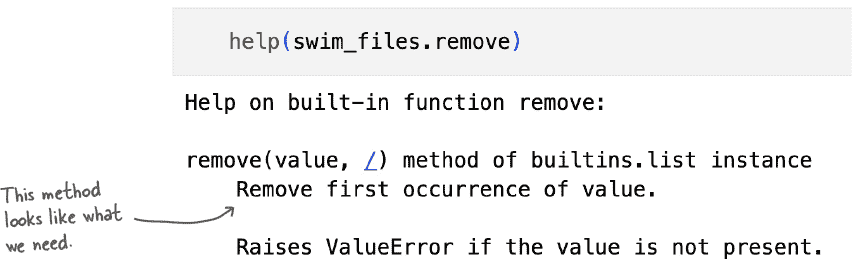 help(swim_files.remove)
Help on built-in function remove:
remove(value, /) method of builtins.list instance
Remove first occurrence of value.
This method
looks like what
we need.
Raises ValueError if the value is not present.